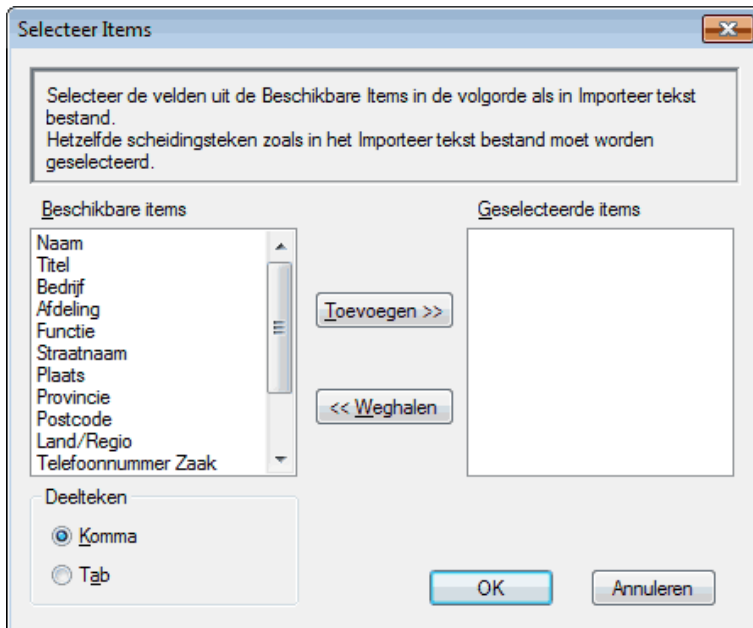 Selecteer Items
Selecteer de velden uit de Beschikbare Items in de volgorde als in Importeer tekst
bestand.
Hetzelfde scheidingsteken zoals in het Importeer tekst bestand moet worden
geselecteerd.
Beschikbare items
Geselecteerde items
Naam
Titel
Bedrijf
Afdeling
Functie
Straatnaam
Plaats
Provincie
Postcode
Land/Regio
Telefoonnummer Zaak
Toevoegen >>
<< Weghalen
Deelteken
Komma
Tab
OK
Annuleren